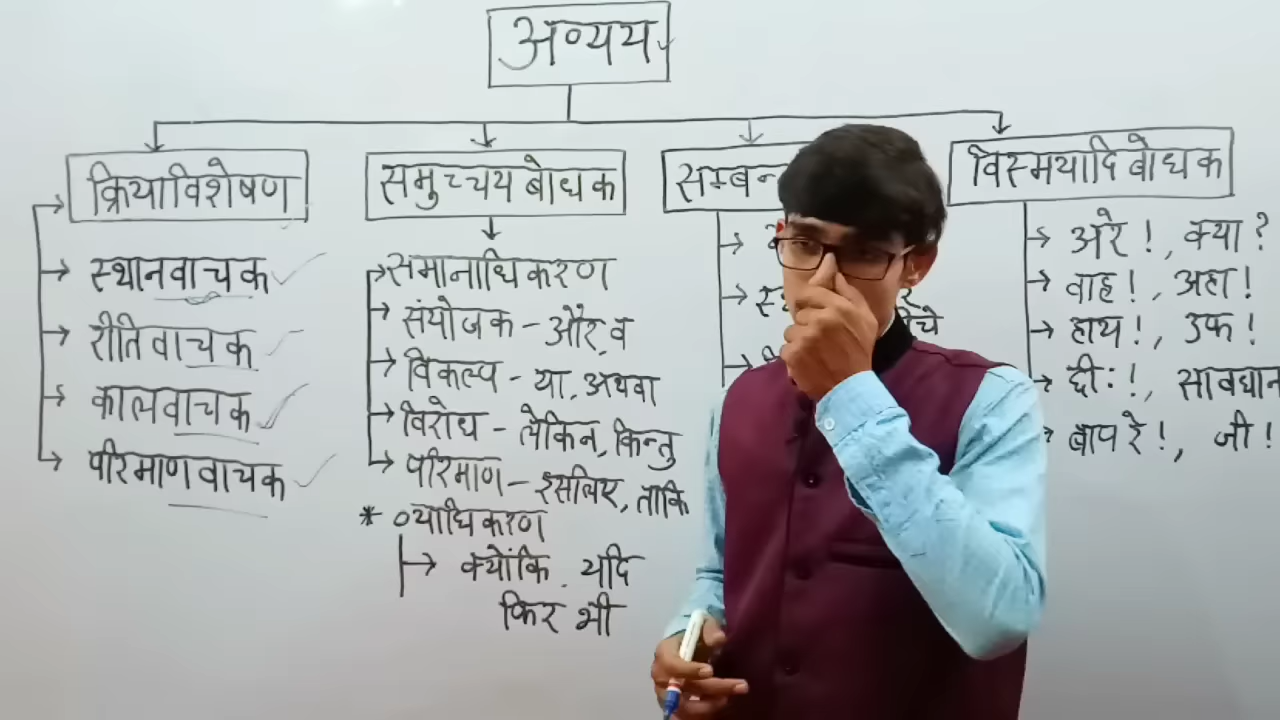 अव्यय
क्रियाविशेषण
स्थानवाचक
रीतिवाचक
कालवाचक
परिमाणवाचक
समुच्चय बोधक
समानाधिकरण
संयोजक - और, व
विकल्प - या, अथवा
विरोध - लेकिन, किन्तु
परिमाण - इसलिए, ताकि
* व्याधिकरण
क्योंकि, यदि
फिर भी
विस्मयादि बोधक
अरे !, क्या ?
वाह !, अहा !
हाय !, उफ !
छी: !, सावधान
बाप रे !, जी !